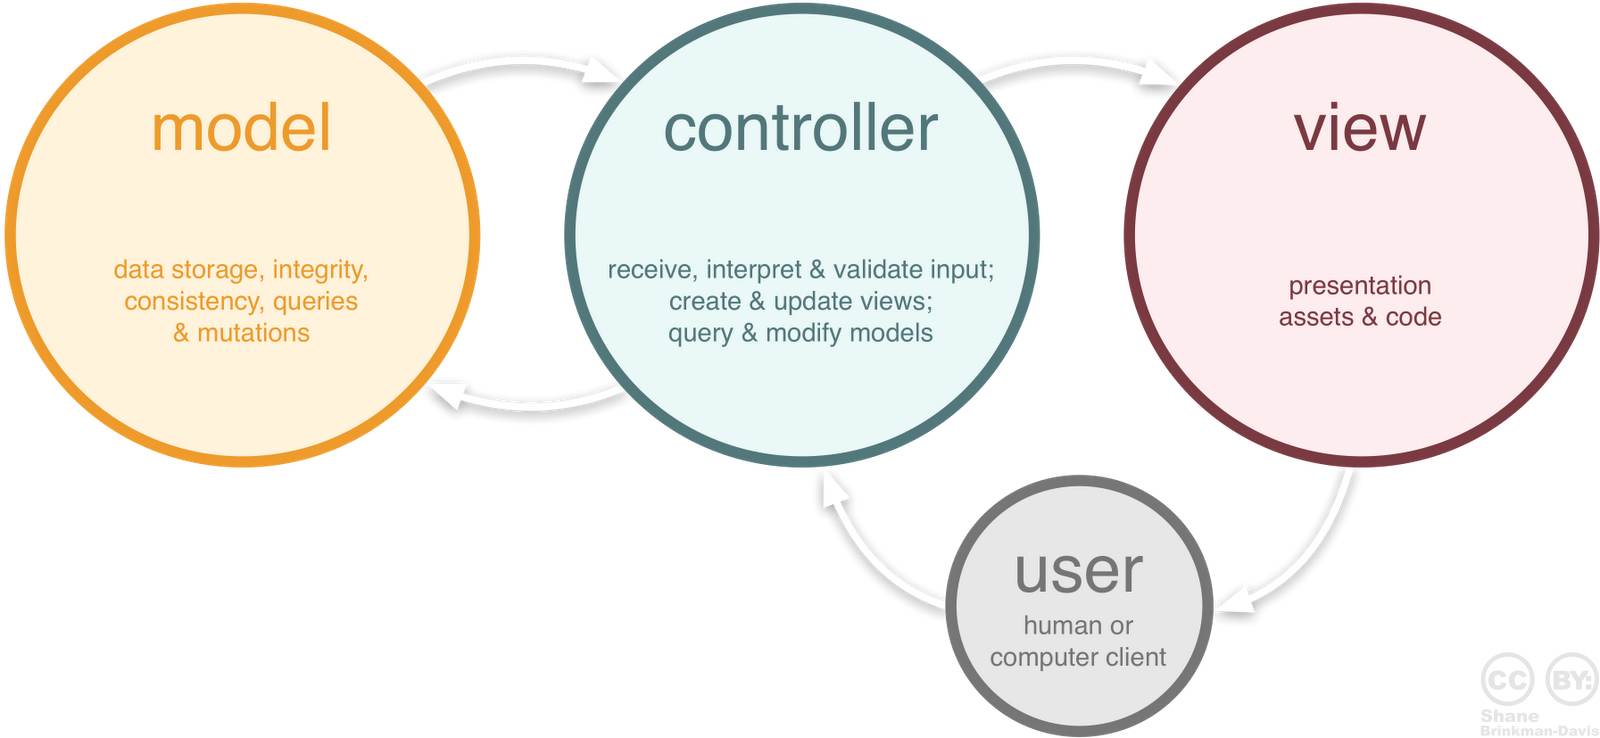 model
data storage, integrity,
consistency, queries
& mutations
controller
receive, interpret & validate input;
create & update views;
query & modify models
view
presentation
assets & code
user
human or
computer client
CC BY:
Shane
Brinkman-Davis